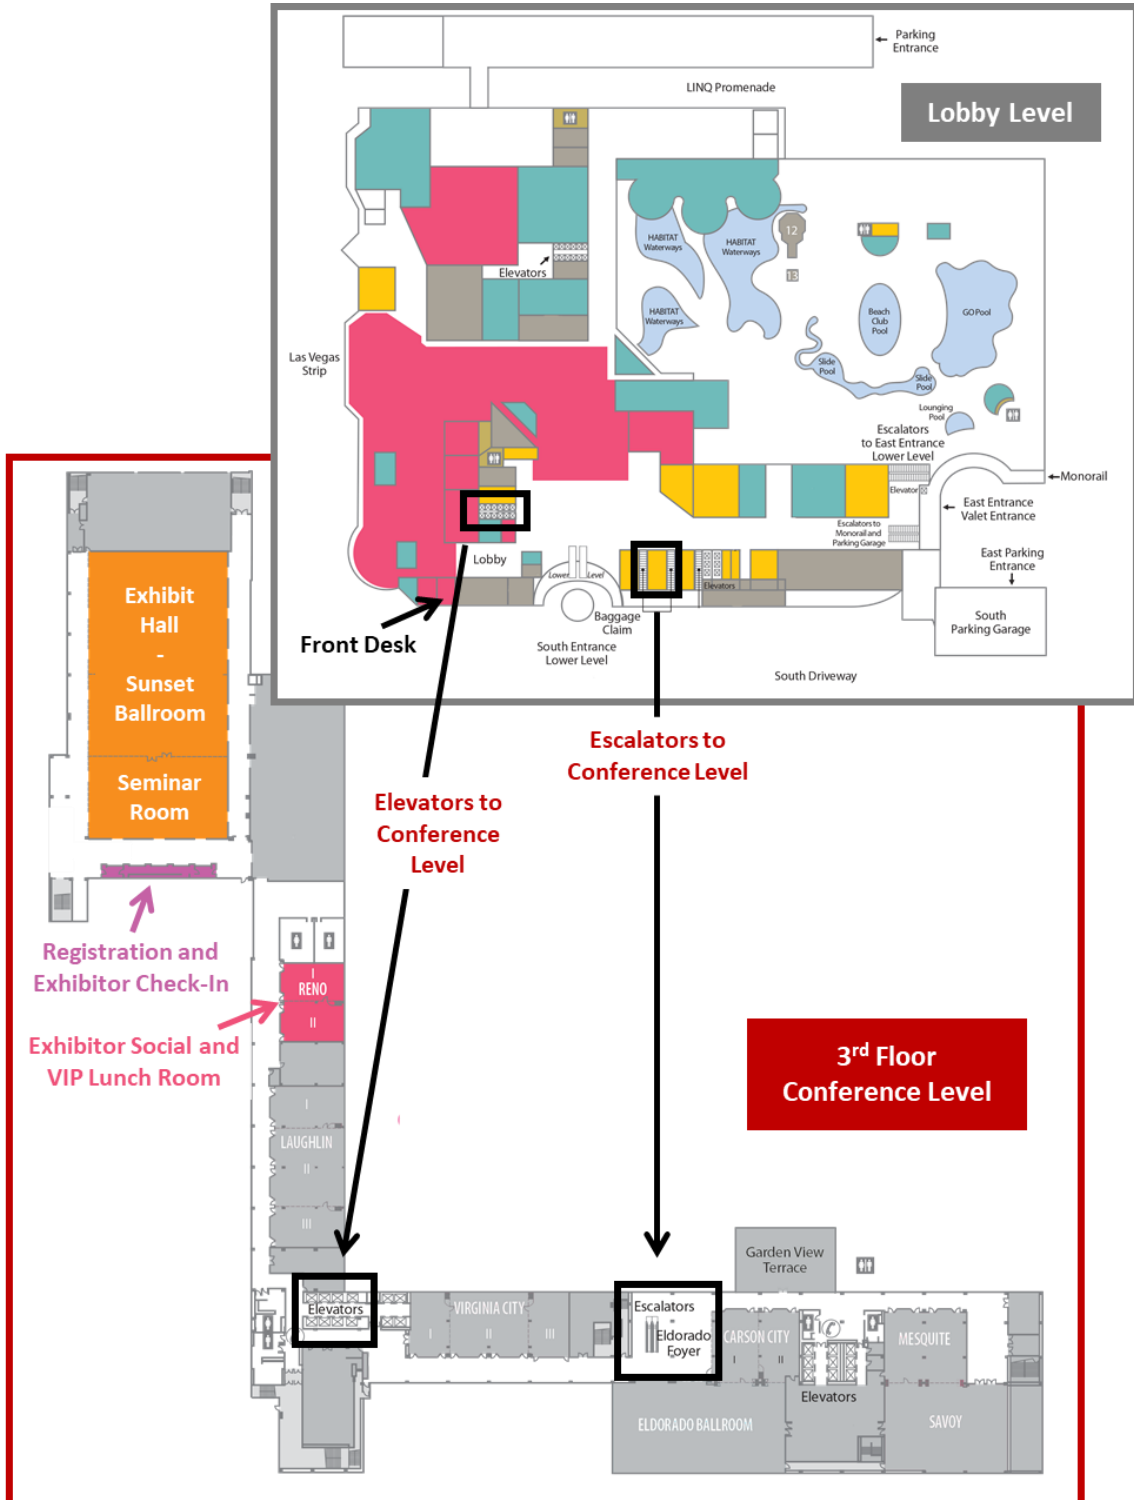 Parking
Entrance
LINQ Promenade
Lobby Level
12
HABITAT
Waterways
HABITAT
Waterways
Elevators
13
HABITAT
Waterways
Beach
Club
Pool
GO Pool
Las Vegas
Strip
Slide
Pool
Slide
Pool
Lounging
Pool
Escalators
to East Entrance
Lower Level
Monorail
Elevator
East Entrance
Valet Entrance
Escalators to
Monorail and
Parking Garage
East Parking
Entrance
Lobby
Lower
Level
Elevators
Baggage
Claim
South
Parking Garage
Front Desk
South Entrance
Lower Level
South Driveway
Exhibit
Hall
-
Sunset
Ballroom
Seminar
Room
Escalators to
Conference Level
Elevators to
Conference
Level
Registration and
Exhibitor Check-In
I
RENO
II
Exhibitor Social and
VIP Lunch Room
3rd Floor
Conference Level
I
LAUGHLIN
II
III
Garden View
Terrace
Elevators
VIRGINIA CITY
I
II
III
Escalators
Eldorado
Foyer
CARSON CITY
I
II
MESQUITE
Elevators
ELDORADO BALLROOM
SAVOY